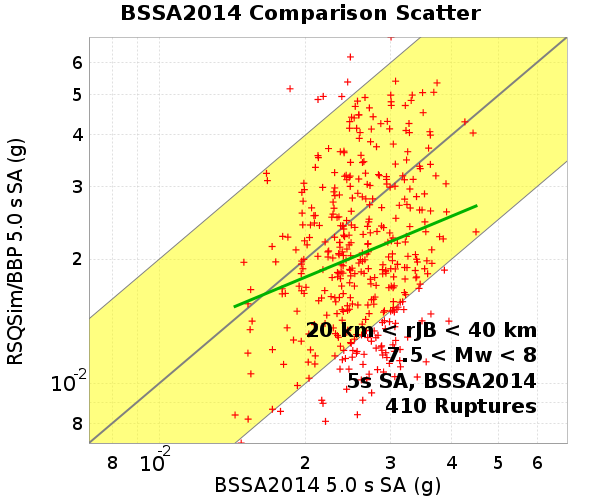 BSSA2014 Comparison Scatter
RSQSim/BBP 5.0 s SA (g)
6
5
4
3
2
10-2
8
20 km < rJB < 40 km
7.5 < Mw < 8
5s SA, BSSA2014
410 Ruptures
8 10-2 2 3 4 5 6
BSSA2014 5.0 s SA (g)